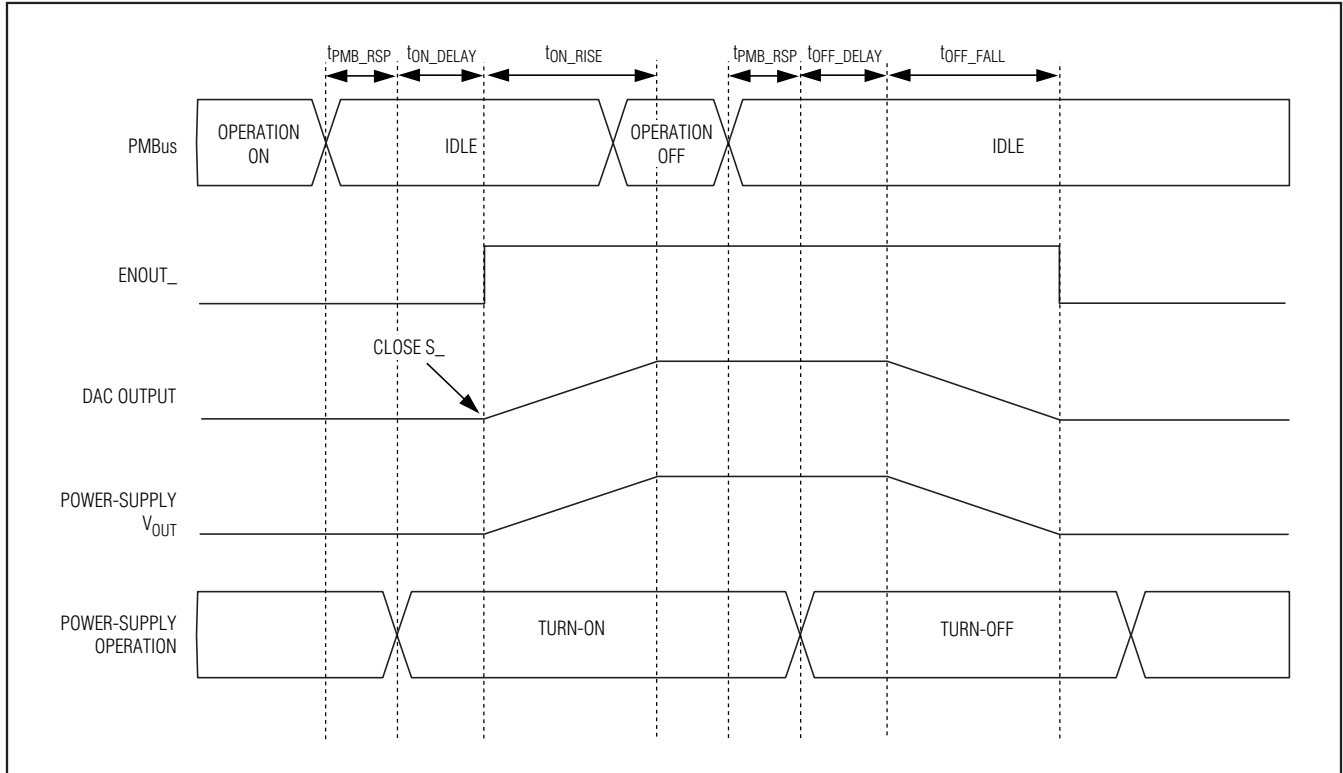 tPMB_RSP tON_DELAY tON_RISE tPMB_RSP tOFF_DELAY tOFF_FALL
PMBus
OPERATION
ON
IDLE
OPERATION
OFF
IDLE
ENOUT_
CLOSE S_
DAC OUTPUT
POWER-SUPPLY
VOUT
POWER-SUPPLY
OPERATION
TURN-ON
TURN-OFF